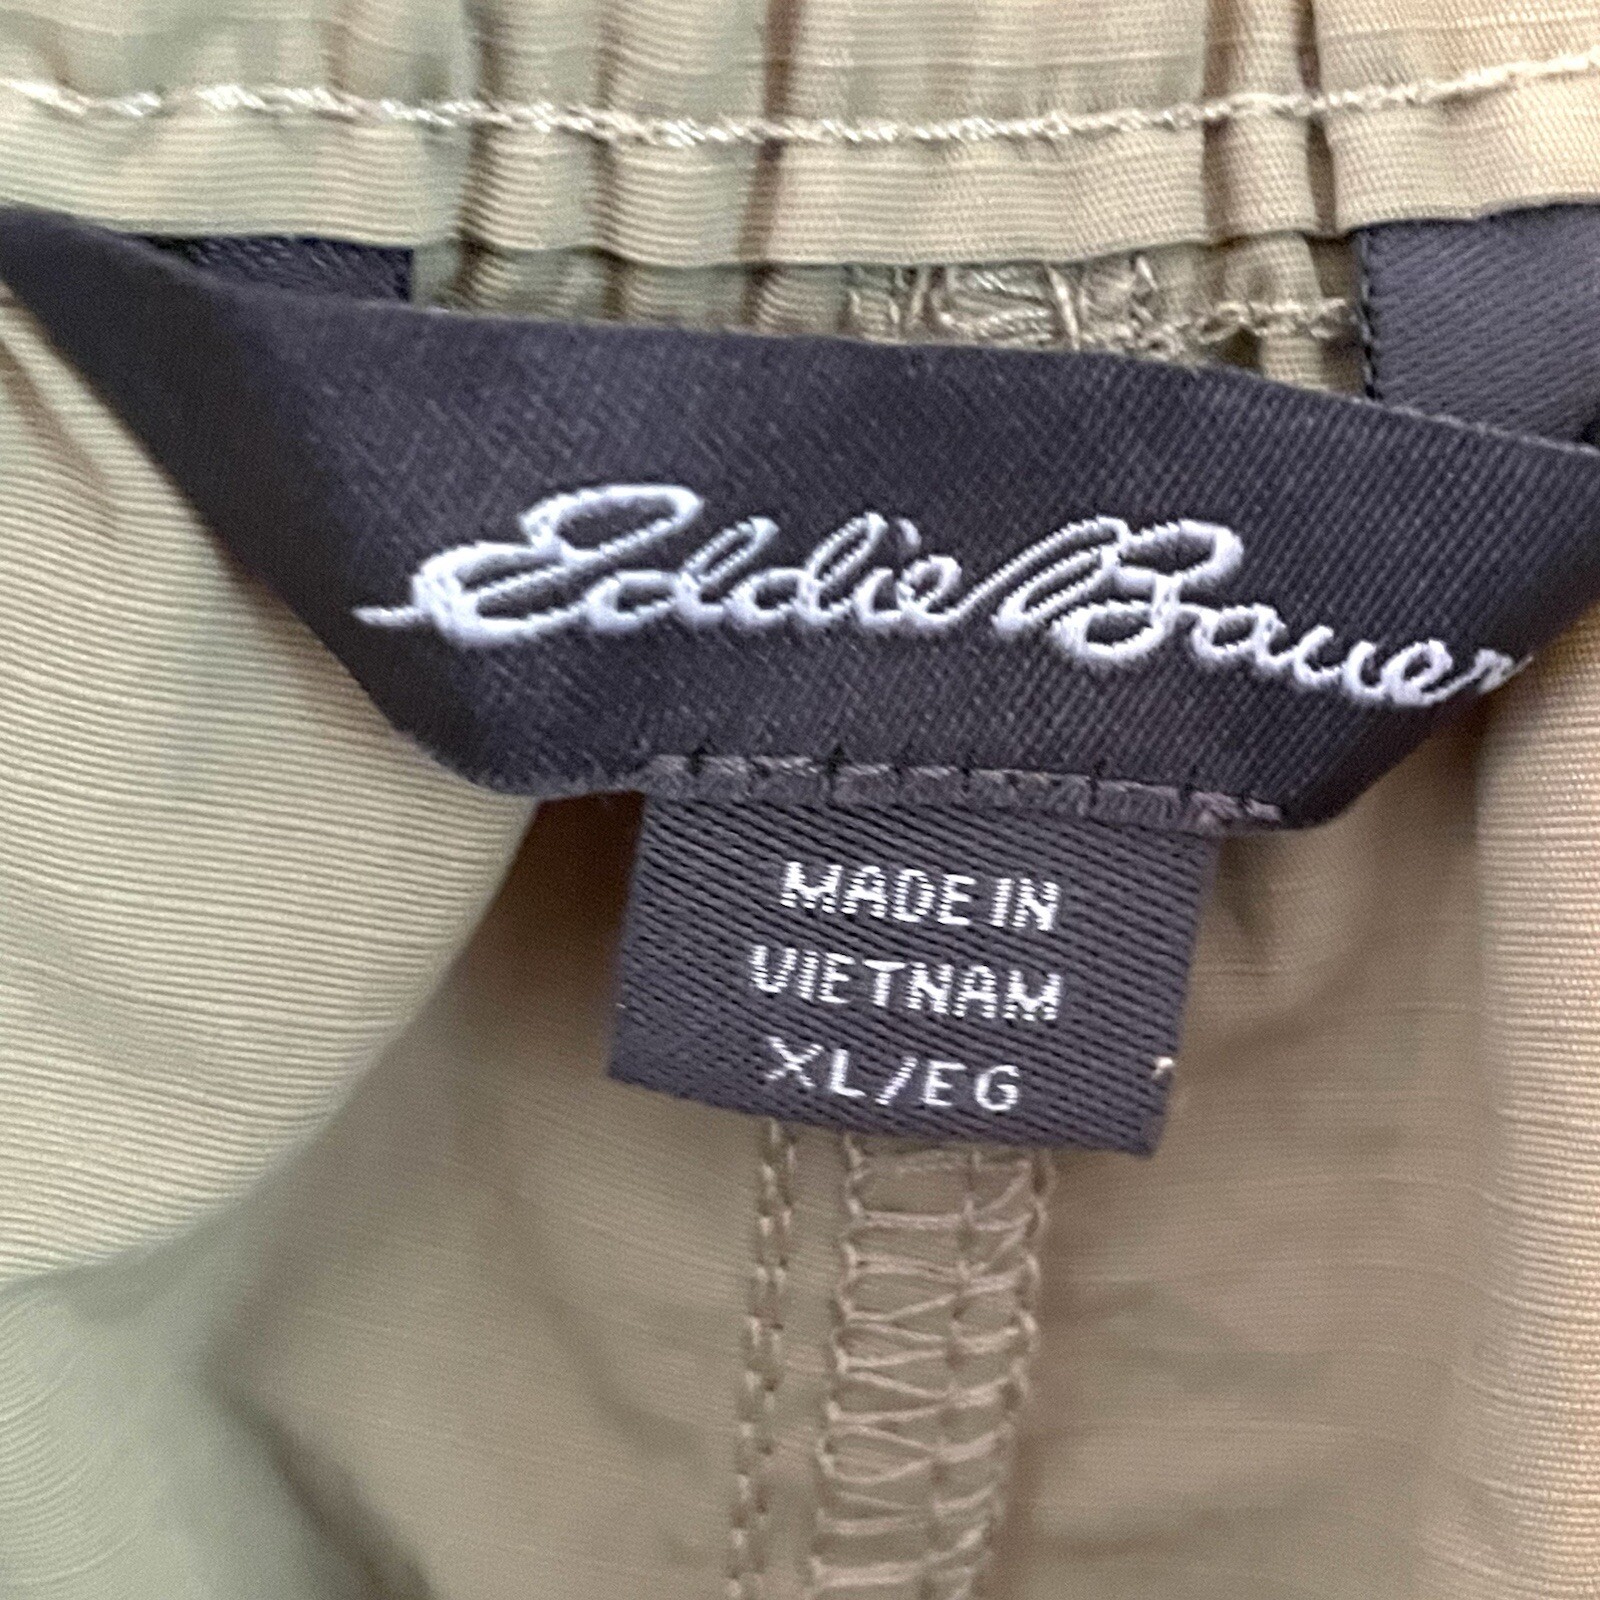 Eddie Bauer
MADE IN
VIETNAM
XL/EG